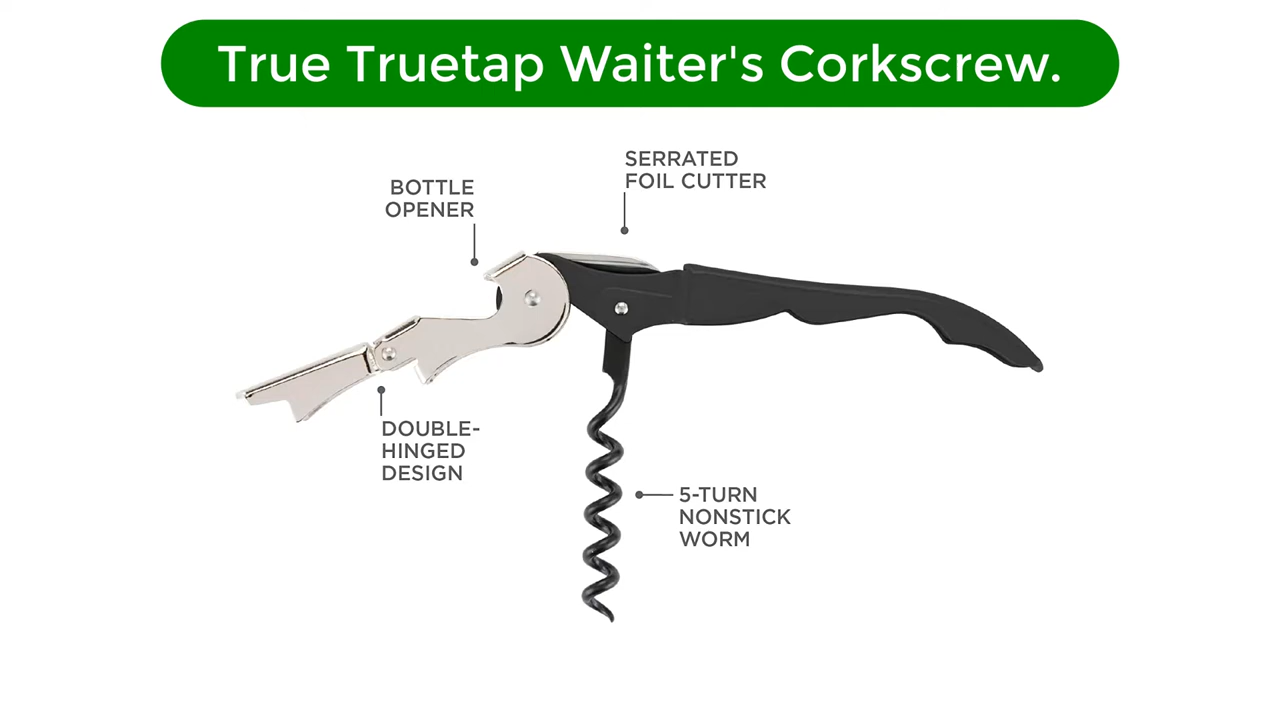 True Truetap Waiter's Corkscrew.
SERRATED
FOIL CUTTER
BOTTLE
OPENER
DOUBLE-
HINGED
DESIGN
5-TURN
NONSTICK
WORM